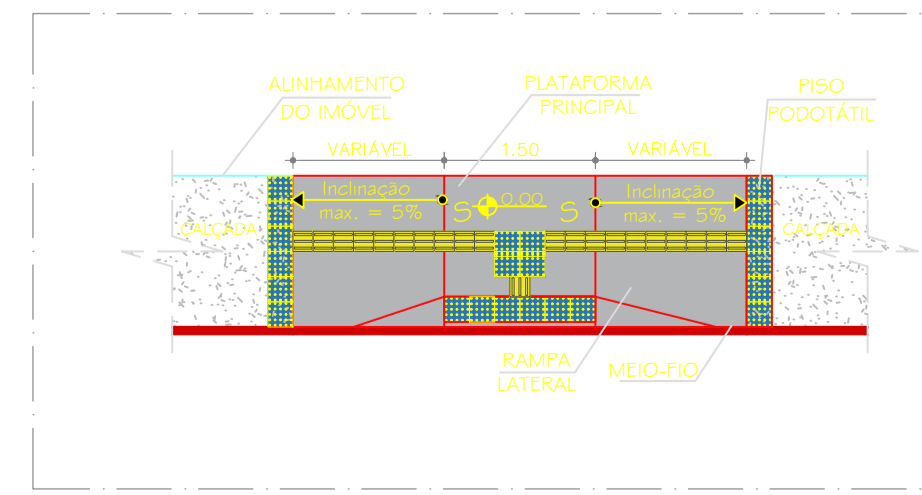 ALINHAMENTO
DO IMÓVEL
PLATAFORMA
PRINCIPAL
PISO
PODOTÁTIL
VARIÁVEL
1.50
VARIÁVEL
Inclinação
max. = 5%
S
0.00
S
Inclinação
max. = 5%
CALÇADA
CALÇADA
RAMPA
LATERAL
MEIO-FIO